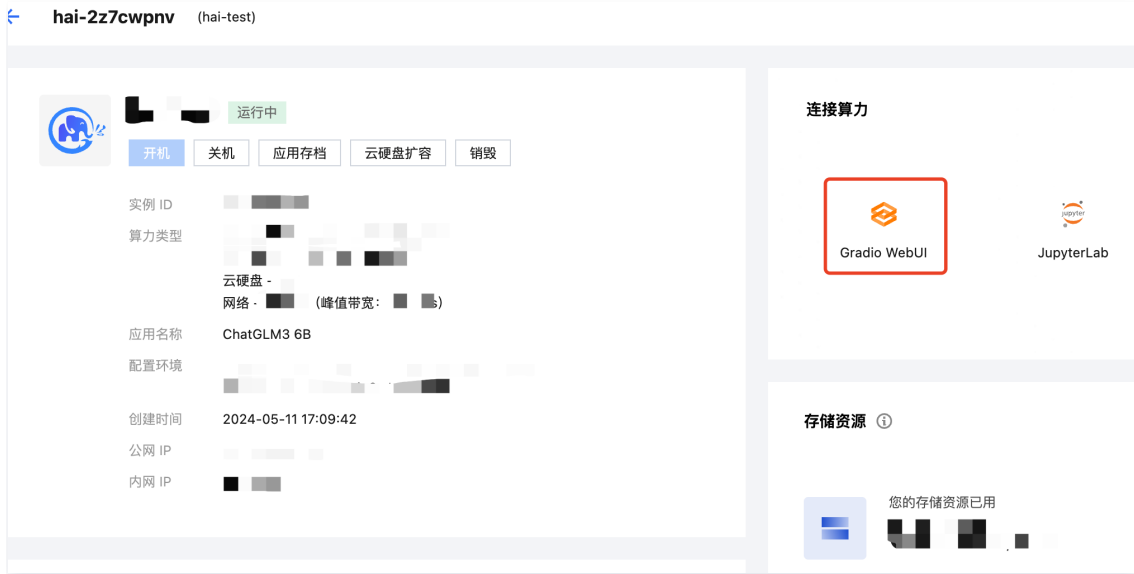 hai-2z7cwpnv (hai-test)
运行中
开机 关机 应用存档 云硬盘扩容 销毁
实例 ID
算力类型
云硬盘 -
网络 - (峰值带宽: s)
应用名称 ChatGLM3 6B
配置环境
创建时间 2024-05-11 17:09:42
公网 IP
内网 IP
连接算力
Gradio WebUI
jupyter
JupyterLab
存储资源
您的存储资源已用